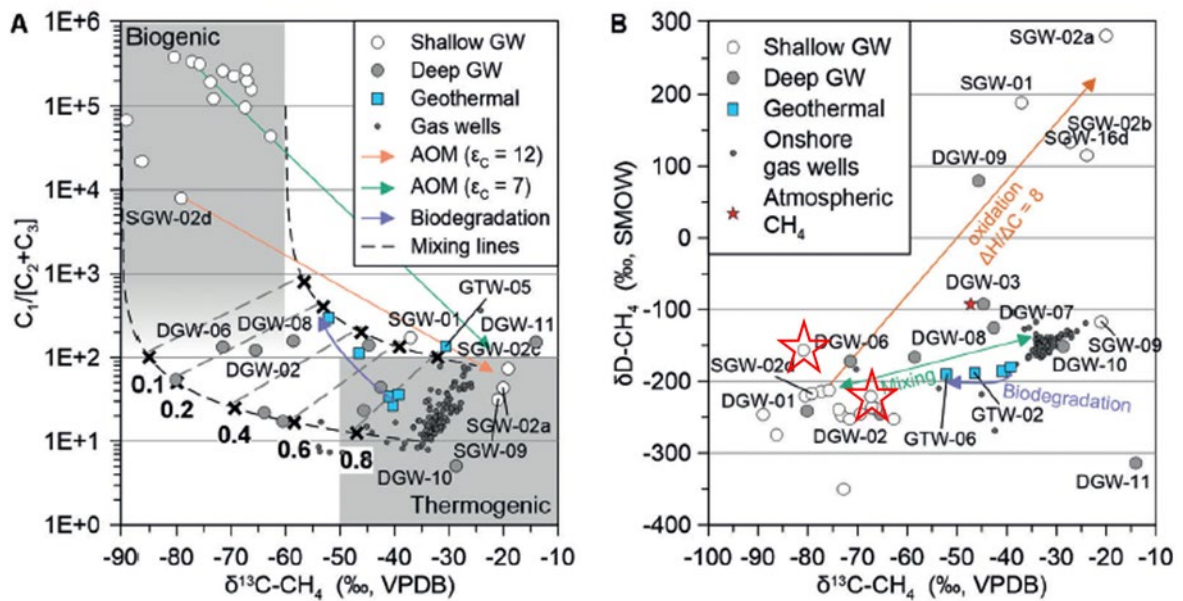 A
1E+6
1E+5
1E+4
1E+3
1E+2
1E+1
1E+0
C₁/[C₂+C₃]
Biogenic
Shallow GW
Deep GW
Geothermal
Gas wells
AOM (εC = 12)
AOM (εC = 7)
Biodegradation
Mixing lines
SGW-02d
GTW-05
DGW-06
DGW-08
SGW-01
DGW-11
DGW-02
SGW-02c
0.1
0.2
0.4
0.6
0.8
SGW-02a
SGW-09
DGW-10
Thermogenic
-90 -80 -70 -60 -50 -40 -30 -20 -10
δ¹³C-CH₄ (‰, VPDB)
B
300
200
100
0
-100
-200
-300
-400
δD-CH₄ (‰, SMOW)
Shallow GW
Deep GW
Geothermal
Onshore
gas wells
Atmospheric
CH₄
SGW-02a
SGW-01
SGW-02b
SGW-16d
DGW-09
oxidation
ΔH/ΔC = 8
DGW-03
DGW-07
DGW-06
DGW-08
SGW-02d
Mixing
DGW-10
SGW-09
DGW-01
Biodegradation
GTW-02
DGW-02
GTW-06
DGW-11
-100 -90 -80 -70 -60 -50 -40 -30 -20 -10
δ¹³C-CH₄ (‰, VPDB)